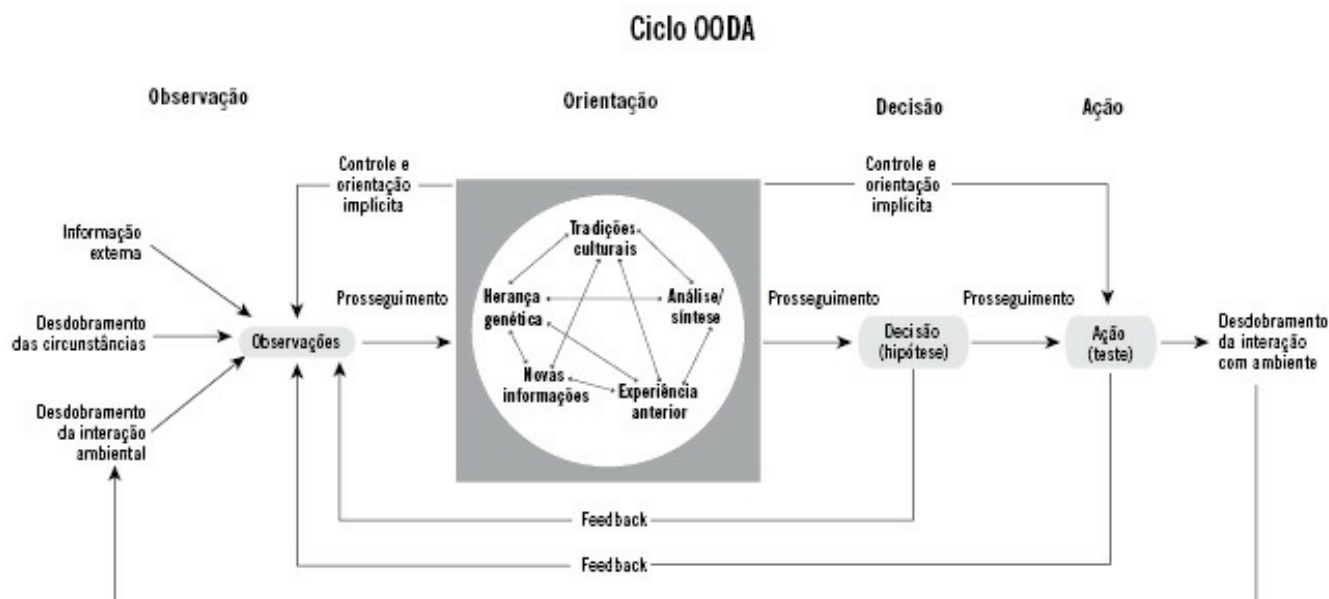 Ciclo OODA
Observação
Orientação
Decisão
Ação
Controle e
orientação
implícita
Controle e
orientação
implícita
Informação
externa
Desdobramento
das circunstâncias
Desdobramento
da interação
ambiental
Observações
Prosseguimento
Tradições
culturais
Herança
genética
Análise/
síntese
Novas
informações
Experiência
anterior
Prosseguimento
Decisão
(hipótese)
Prosseguimento
Ação
(teste)
Desdobramento
da interação
com ambiente
Feedback
Feedback